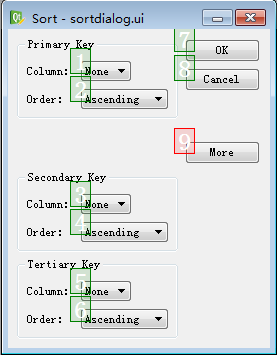 Sort - sortdialog.ui
Primary Key
7
OK
Column:
1
None
8
Cancel
Order:
2
Ascending
9
More
Secondary Key
Column:
3
None
Order:
4
Ascending
Tertiary Key
Column:
5
None
Order:
6
Ascending